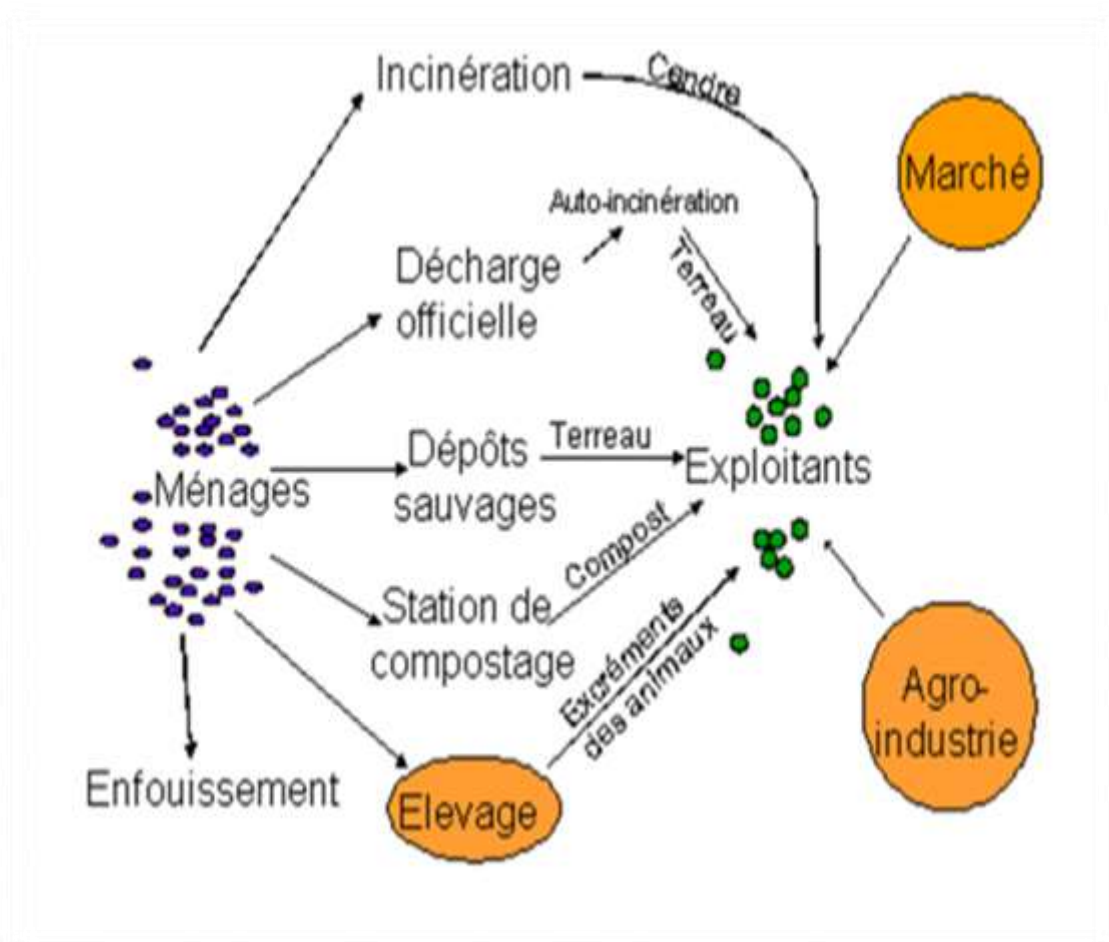 Incinération
Cendre
Marché
Auto-incinération
Décharge
officielle
Terreau
Dépôts
sauvages
Terreau
Exploitants
Ménages
Compost
Station de
compostage
Excréments
des animaux
Agro-
industrie
Enfouissement
Elevage